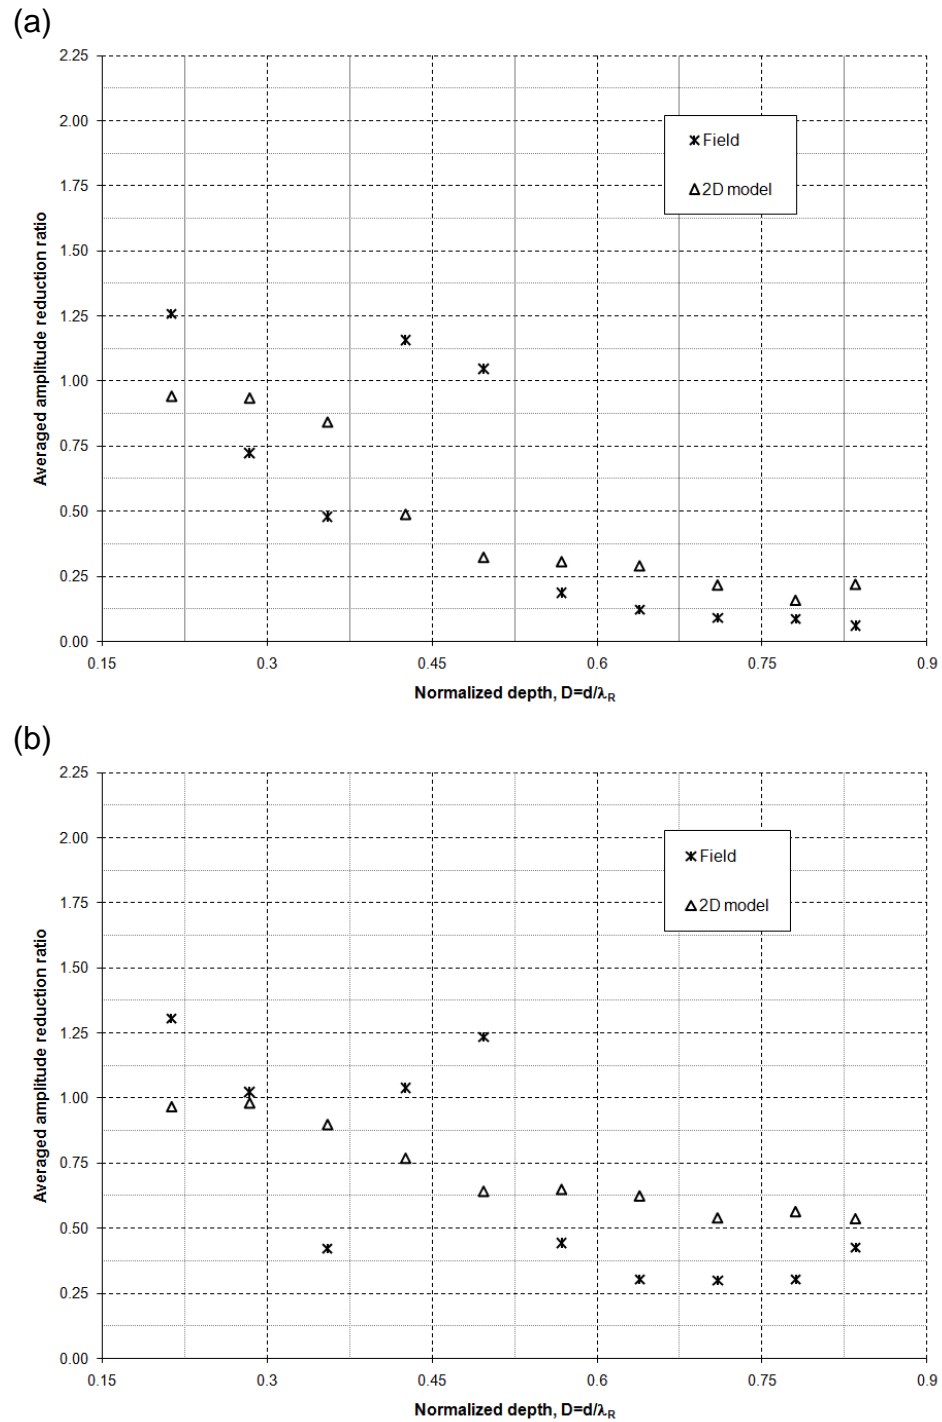 (a)
2.25
2.00
1.75
1.50
1.25
1.00
0.75
0.50
0.25
0.00
Averaged amplitude reduction ratio
Field
2D model
0.15 0.3 0.45 0.6 0.75 0.9
Normalized depth, D=d/λR
(b)
2.25
2.00
1.75
1.50
1.25
1.00
0.75
0.50
0.25
0.00
Averaged amplitude reduction ratio
Field
2D model
0.15 0.3 0.45 0.6 0.75 0.9
Normalized depth, D=d/λR